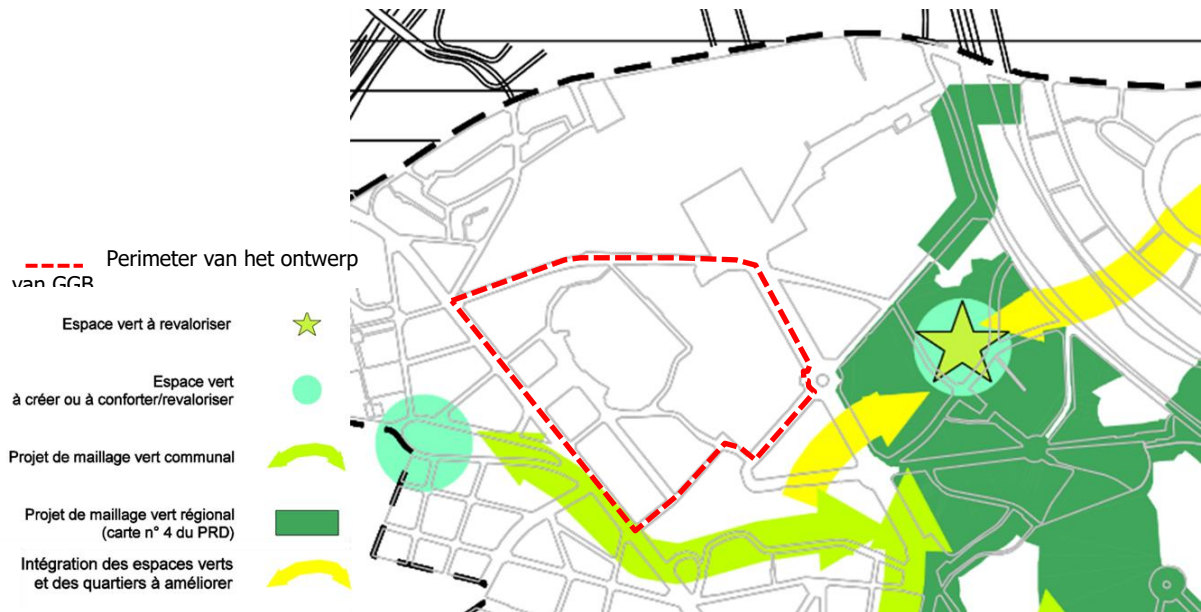 Perimeter van het ontwerp
van GGB
Espace vert à revaloriser
Espace vert
à créer ou à conforter/revaloriser
Projet de maillage vert communal
Projet de maillage vert régional
(carte n° 4 du PRD)
Intégration des espaces verts
et des quartiers à améliorer